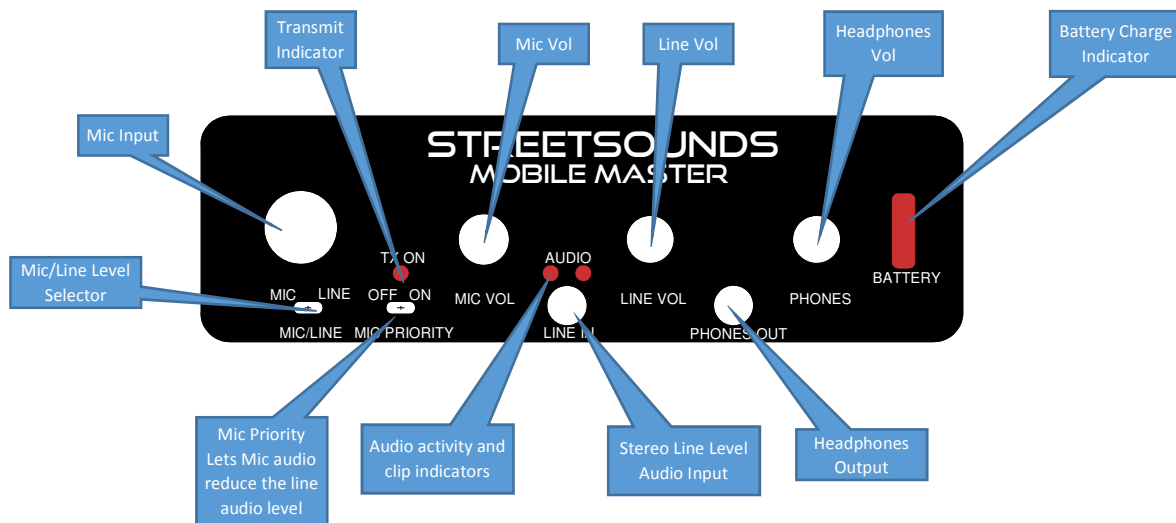 Transmit
Indicator
Mic Vol
Line Vol
Headphones
Vol
Battery Charge
Indicator
Mic Input
STREETSOUNDS
MOBILE MASTER
TX ON
AUDIO
BATTERY
Mic/Line Level
Selector
MIC LINE
OFF ON
MIC VOL
LINE VOL
PHONES
MIC/LINE
MIC PRIORITY
LINE IN
PHONES OUT
Mic Priority
Lets Mic audio
reduce the line
audio level
Audio activity and
clip indicators
Stereo Line Level
Audio Input
Headphones
Output